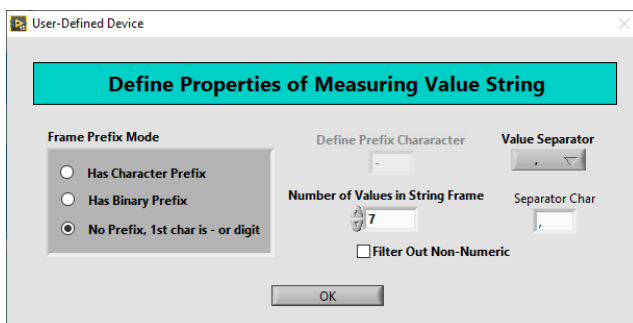 User-Defined Device
Define Properties of Measuring Value String
Frame Prefix Mode
Has Character Prefix
Has Binary Prefix
No Prefix, 1st char is - or digit
Define Prefix Chararacter
-
Value Separator
,
Number of Values in String Frame
7
Separator Char
,
Filter Out Non-Numeric
OK